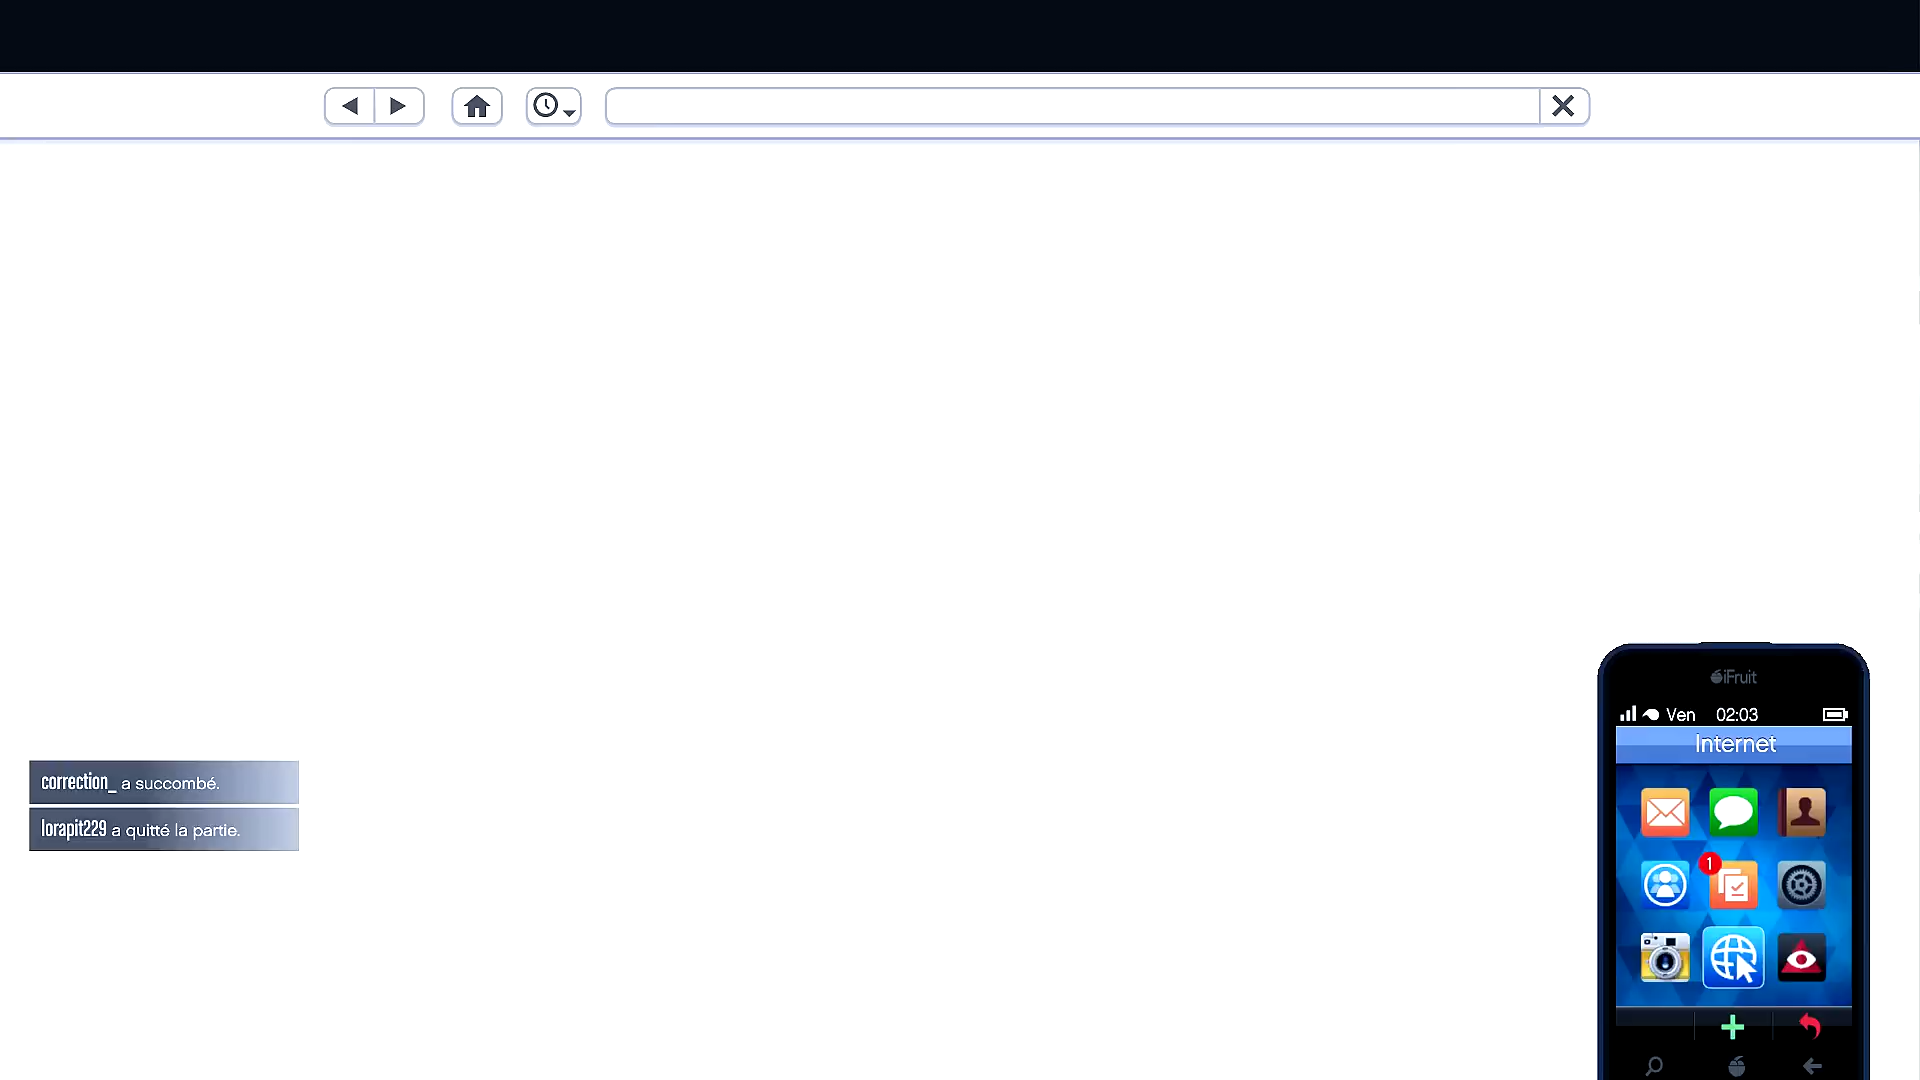 iFruit
Ven 02:03
Internet
1
correction_ a succombé.
lorapit229 a quitté la partie.